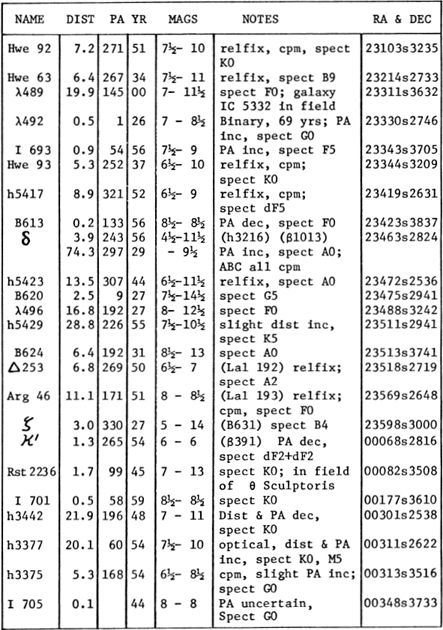 NAME DIST PA YR MAGS NOTES RA & DEC
Hwe 92 7.2 271 51 7½- 10 relfix, cpm, spect 23103s3235
K0
Hwe 63 6.4 267 34 7½- 11 relfix, spect B9 23214s2733
λ489 19.9 145 00 7- 11½ spect F0; galaxy 23311s3632
IC 5332 in field
λ492 0.5 1 26 7 - 8½ Binary, 69 yrs; PA 23330s2746
inc, spect G0
I 693 0.9 54 56 7½- 9 PA inc, spect F5 23343s3705
Hwe 93 5.3 252 37 6½- 10 relfix, cpm; 23344s3209
spect K0
h5417 8.9 321 52 6½- 9 relfix, cpm; 23419s2631
spect dF5
B613 0.2 133 56 8½- 8½ PA dec, spect F0 23423s3837
δ 3.9 243 56 4½-11½ (h3216) (β1013) 23463s2824
74.3 297 29 - 9½ PA inc, spect A0;
ABC all cpm
h5423 13.5 307 44 6½-11½ relfix, spect A0 23472s2536
B620 2.5 9 27 7½-14½ spect G5 23475s2941
λ496 16.8 192 27 8- 12½ spect F0 23488s3242
h5429 28.8 226 55 7½-10½ slight dist inc, 23511s2941
spect K5
B624 6.4 192 31 8½- 13 spect A0 23513s3741
Δ253 6.8 269 50 6½- 7 (Lal 192) relfix; 23518s2719
spect A2
Arg 46 11.1 171 51 8 - 8½ (Lal 193) relfix; 23569s2648
cpm, spect F0
ζ 3.0 330 27 5 - 14 (B631) spect B4 23598s3000
ϰ' 1.3 265 54 6 - 6 (β391) PA dec, 00068s2816
spect dF2+dF2
Rst 2236 1.7 99 45 7 - 13 spect K0; in field 00082s3508
of θ Sculptoris
I 701 0.5 58 59 8½- 8½ spect K0 00177s3610
h3442 21.9 196 48 7 - 11 Dist & PA dec, 00301s2538
spect K0
h3377 20.1 60 54 7½- 10 optical, dist & PA 00311s2622
inc, spect K0, M5
h3375 5.3 168 54 6½- 8½ cpm, slight PA inc; 00313s3516
spect G0
I 705 0.1 44 8 - 8 PA uncertain, 00348s3733
Spect G0